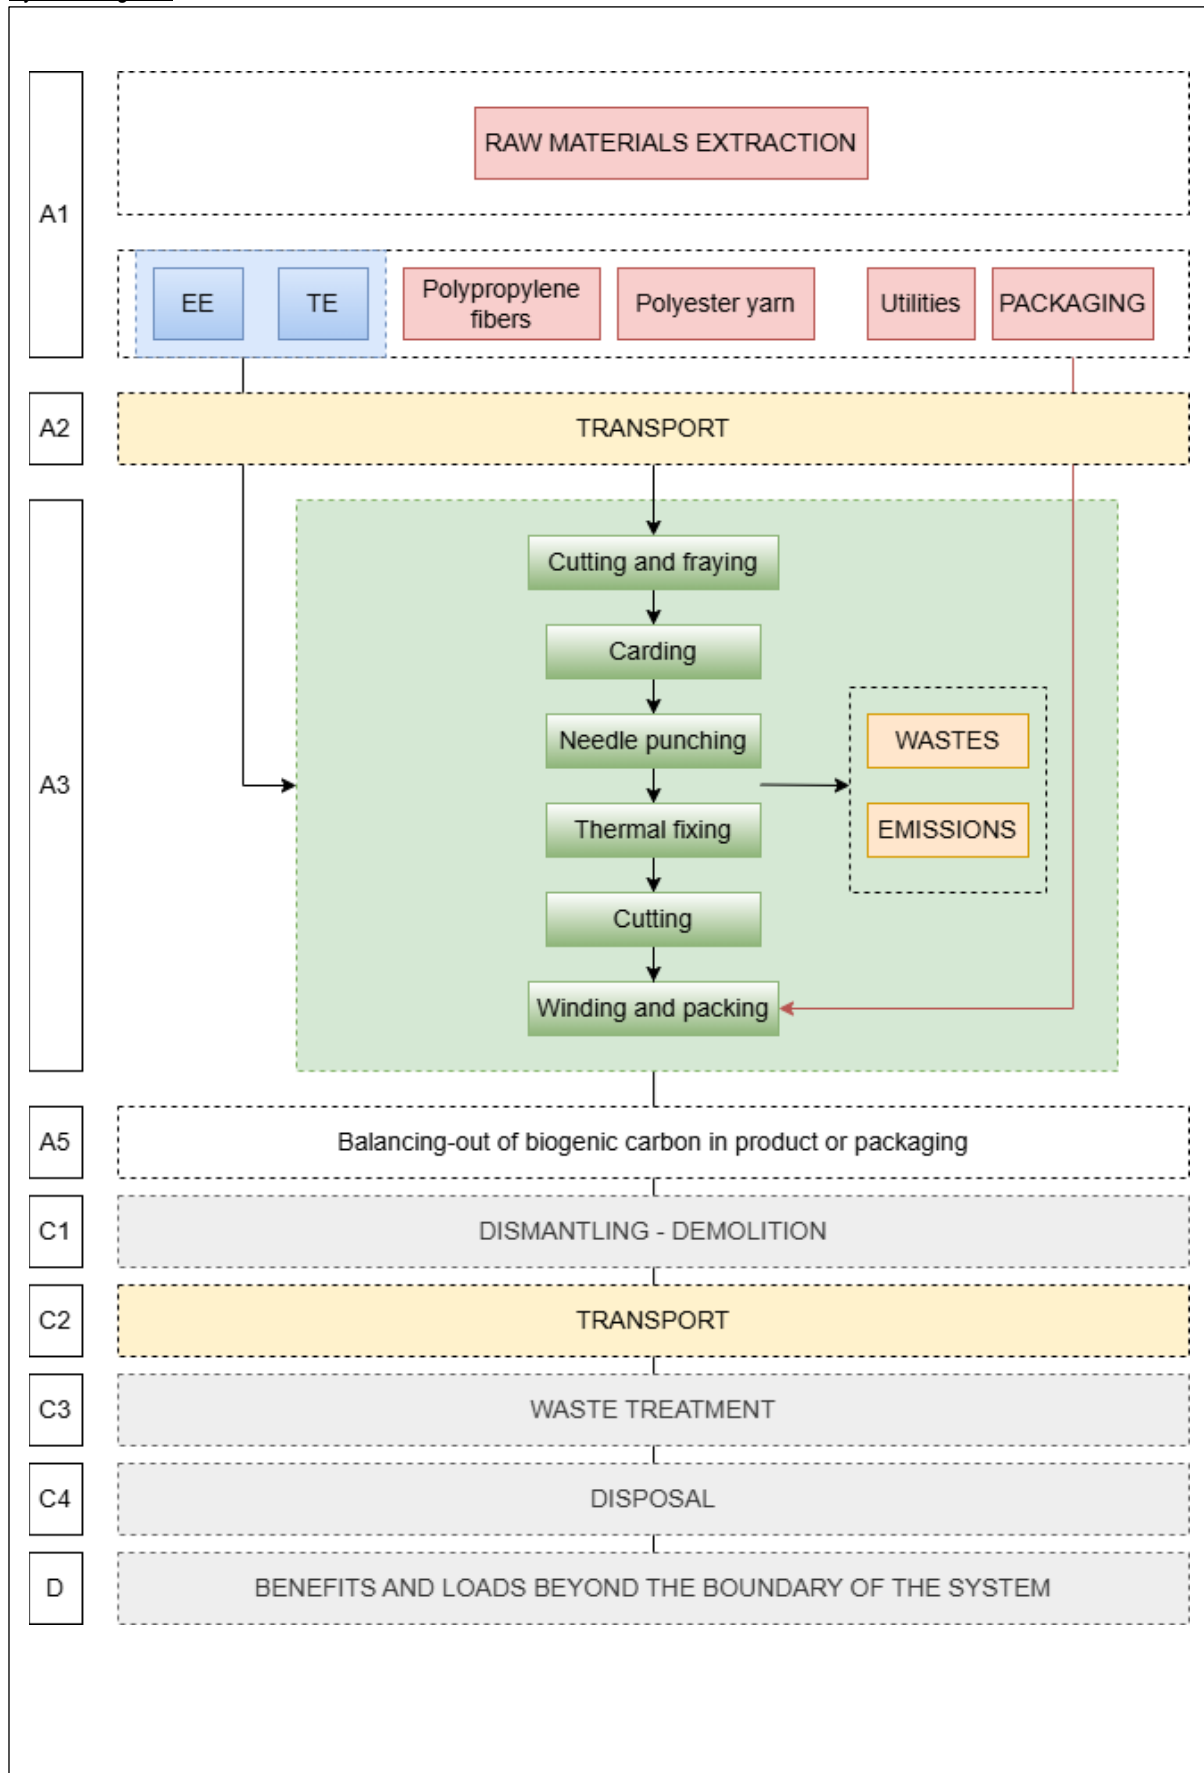 A1
RAW MATERIALS EXTRACTION
EE
TE
Polypropylene
fibers
Polyester yarn
Utilities
PACKAGING
A2
TRANSPORT
A3
Cutting and fraying
Carding
Needle punching
Thermal fixing
Cutting
Winding and packing
WASTES
EMISSIONS
A5
Balancing-out of biogenic carbon in product or packaging
C1
DISMANTLING - DEMOLITION
C2
TRANSPORT
C3
WASTE TREATMENT
C4
DISPOSAL
D
BENEFITS AND LOADS BEYOND THE BOUNDARY OF THE SYSTEM